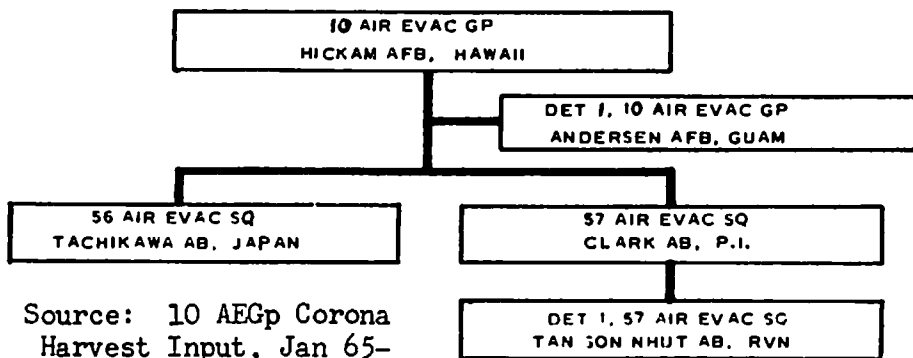 10 AIR EVAC GP
HICKAM AFB, HAWAII
DET 1, 10 AIR EVAC GP
ANDERSEN AFB, GUAM
56 AIR EVAC SQ
TACHIKAWA AB, JAPAN
57 AIR EVAC SQ
CLARK AB, P.I.
DET 1, 57 AIR EVAC SQ
TAN SON NHUT AB, RVN
Source: 10 AEGp Corona
Harvest Input, Jan 65-